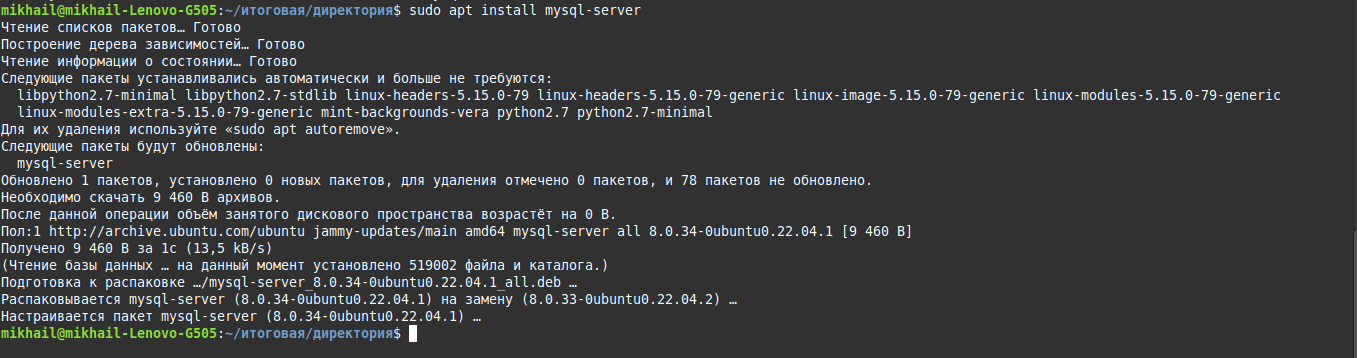 mikhail@mikhail-Lenovo-G505:~/итоговая/директория$ sudo apt install mysql-server
Чтение списков пакетов… Готово
Построение дерева зависимостей… Готово
Чтение информации о состоянии… Готово
Следующие пакеты устанавливались автоматически и больше не требуются:
  libpython2.7-minimal libpython2.7-stdlib linux-headers-5.15.0-79 linux-headers-5.15.0-79-generic linux-image-5.15.0-79-generic linux-modules-5.15.0-79-generic
  linux-modules-extra-5.15.0-79-generic mint-backgrounds-vera python2.7 python2.7-minimal
Для их удаления используйте «sudo apt autoremove».
Следующие пакеты будут обновлены:
  mysql-server
Обновлено 1 пакетов, установлено 0 новых пакетов, для удаления отмечено 0 пакетов, и 78 пакетов не обновлено.
Необходимо скачать 9 460 B архивов.
После данной операции объём занятого дискового пространства возрастёт на 0 B.
Пол:1 http://archive.ubuntu.com/ubuntu jammy-updates/main amd64 mysql-server all 8.0.34-0ubuntu0.22.04.1 [9 460 B]
Получено 9 460 B за 1с (13,5 kB/s)
(Чтение базы данных … на данный момент установлено 519002 файла и каталога.)
Подготовка к распаковке …/mysql-server_8.0.34-0ubuntu0.22.04.1_all.deb …
Распаковывается mysql-server (8.0.34-0ubuntu0.22.04.1) на замену (8.0.33-0ubuntu0.22.04.2) …
Настраивается пакет mysql-server (8.0.34-0ubuntu0.22.04.1) …
mikhail@mikhail-Lenovo-G505:~/итоговая/директория$